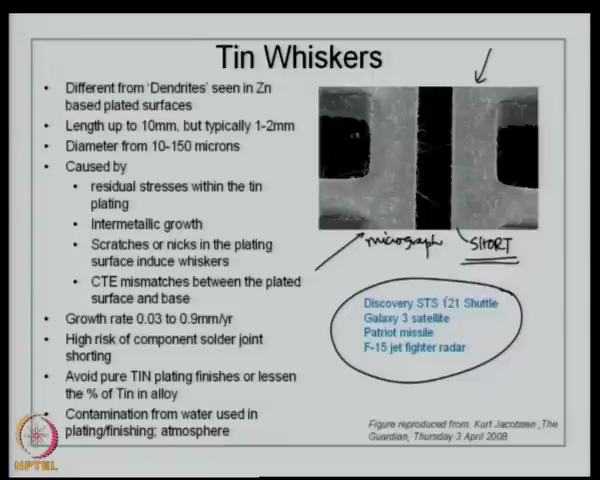 Tin Whiskers
• Different from 'Dendrites' seen in Zn
based plated surfaces
• Length up to 10mm, but typically 1-2mm
• Diameter from 10-150 microns
• Caused by
• residual stresses within the tin
plating
• Intermetallic growth
• Scratches or nicks in the plating
surface induce whiskers
• CTE mismatches between the plated
surface and base
• Growth rate 0.03 to 0.9mm/yr
• High risk of component solder joint
shorting
• Avoid pure TIN plating finishes or lessen
the % of Tin in alloy
• Contamination from water used in
plating/finishing; atmosphere
micrograph
SHORT
Discovery STS 121 Shuttle
Galaxy 3 satellite
Patriot missile
F-15 jet fighter radar
Figure reproduced from: Kurt Jacobsen ,The
Guardian, Thursday 3 April 2008
NPTEL